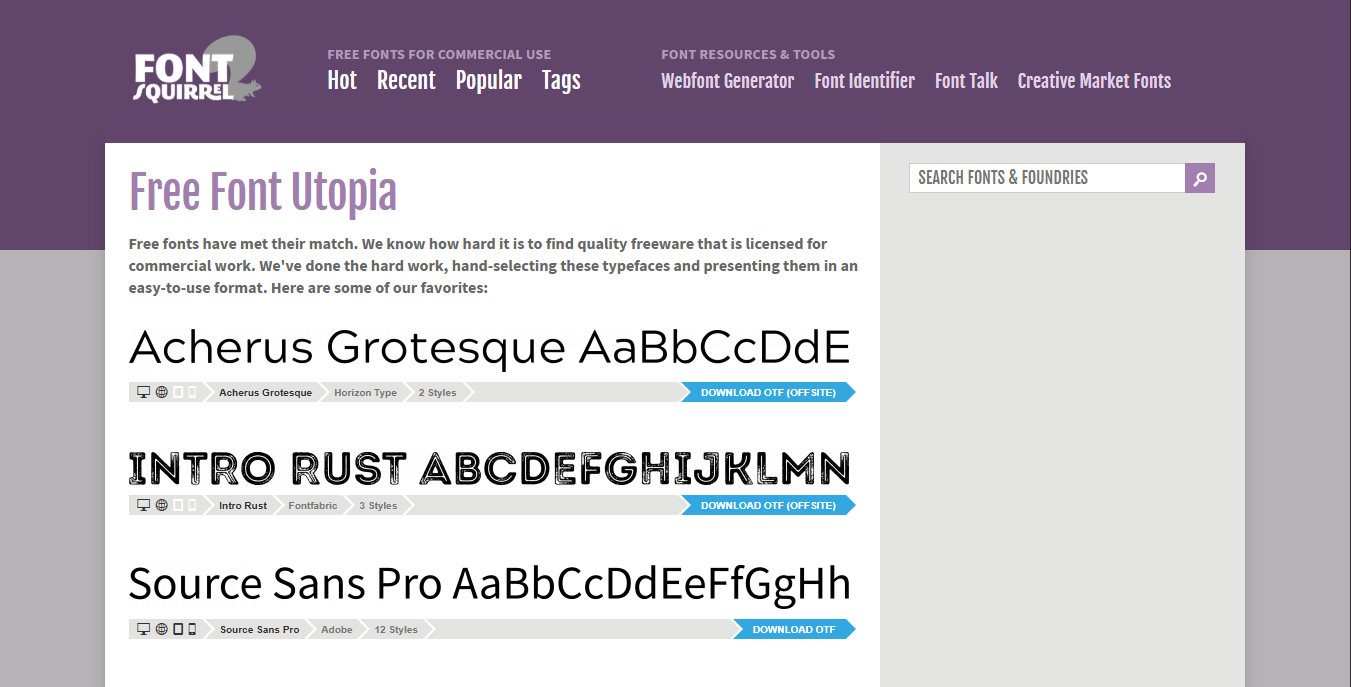 FONT SQUIRREL
FREE FONTS FOR COMMERCIAL USE
Hot Recent Popular Tags
FONT RESOURCES & TOOLS
Webfont Generator Font Identifier Font Talk Creative Market Fonts
SEARCH FONTS & FOUNDRIES
Free Font Utopia
Free fonts have met their match. We know how hard it is to find quality freeware that is licensed for
commercial work. We've done the hard work, hand-selecting these typefaces and presenting them in an
easy-to-use format. Here are some of our favorites:
Acherus Grotesque AaBbCcDdE
Acherus Grotesque Horizon Type 2 Styles DOWNLOAD OTF (OFFSITE)
INTRO RUST ABCDEFGHIJKLMN
Intro Rust Fontfabric 3 Styles DOWNLOAD OTF (OFFSITE)
Source Sans Pro AaBbCcDdEeFfGgHh
Source Sans Pro Adobe 12 Styles DOWNLOAD OTF